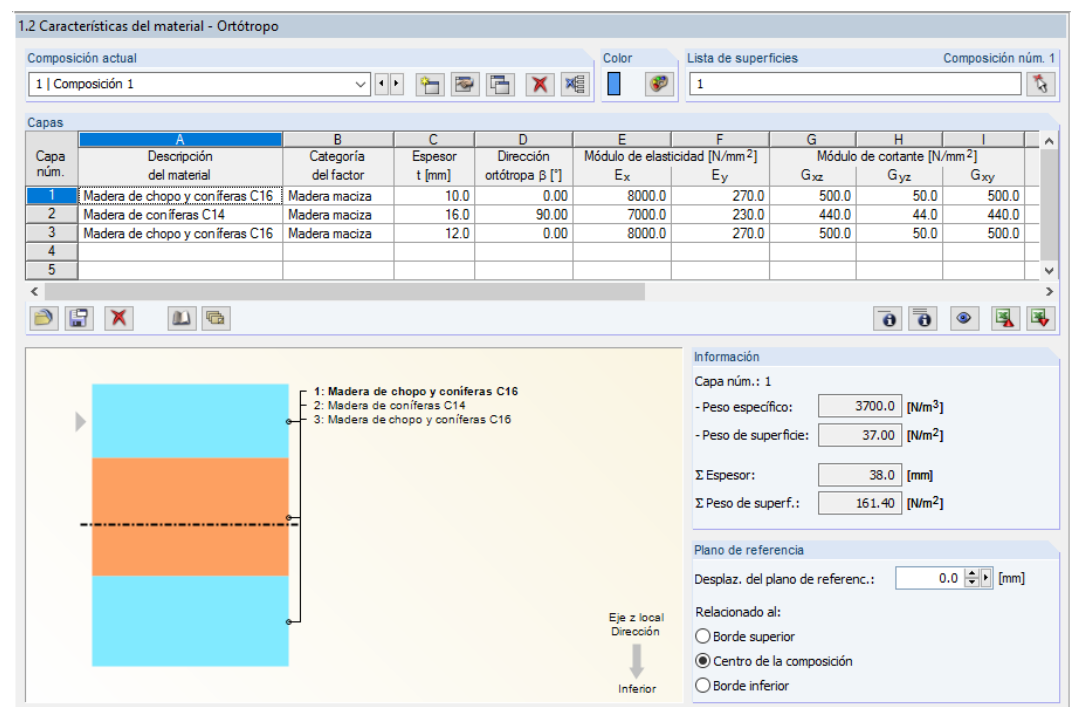 1.2 Características del material - Ortótropo
Composición actual
Color
Lista de superficies
Composición núm. 1
1 | Composición 1
1
Capas
A B C D E F G H I
Capa Descripción Categoría Espesor Dirección Módulo de elasticidad [N/mm²] Módulo de cortante [N/mm²]
núm. del material del factor t [mm] ortótropa β [°] Ex Ey Gxz Gyz Gxy
1 Madera de chopo y coníferas C16 Madera maciza 10.0 0.00 8000.0 270.0 500.0 50.0 500.0
2 Madera de coníferas C14 Madera maciza 16.0 90.00 7000.0 230.0 440.0 44.0 440.0
3 Madera de chopo y coníferas C16 Madera maciza 12.0 0.00 8000.0 270.0 500.0 50.0 500.0
4
5
1: Madera de chopo y coníferas C16
2: Madera de coníferas C14
3: Madera de chopo y coníferas C16
Eje z local
Dirección
Inferior
Información
Capa núm.: 1
- Peso específico: 3700.0 [N/m³]
- Peso de superficie: 37.00 [N/m²]
Σ Espesor: 38.0 [mm]
Σ Peso de superf.: 161.40 [N/m²]
Plano de referencia
Desplaz. del plano de referenc.: 0.0 [mm]
Relacionado al:
Borde superior
Centro de la composición
Borde inferior